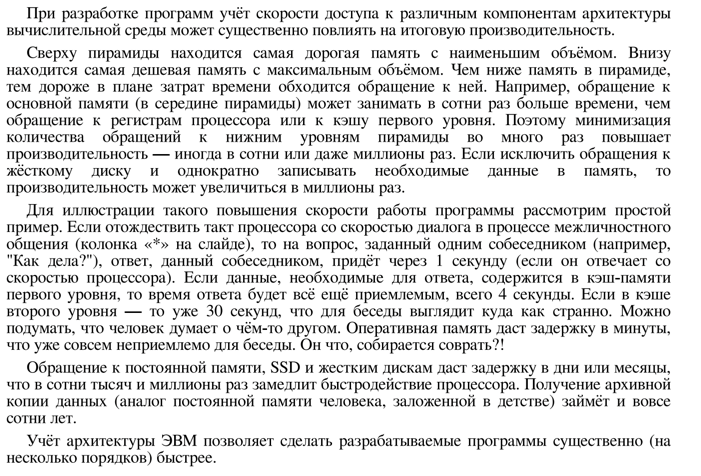 При разработке программ учёт скорости доступа к различным компонентам архитектуры
вычислительной среды может существенно повлиять на итоговую производительность.
Сверху пирамиды находится самая дорогая память с наименьшим объёмом. Внизу
находится самая дешевая память с максимальным объёмом. Чем ниже память в пирамиде,
тем дороже в плане затрат времени обходится обращение к ней. Например, обращение к
основной памяти (в середине пирамиды) может занимать в сотни раз больше времени, чем
обращение к регистрам процессора или к кэшу первого уровня. Поэтому минимизация
количества обращений к нижним уровням пирамиды во много раз повышает
производительность — иногда в сотни или даже миллионы раз. Если исключить обращения к
жёсткому диску и однократно записывать необходимые данные в память, то
производительность может увеличиться в миллионы раз.
Для иллюстрации такого повышения скорости работы программы рассмотрим простой
пример. Если отождествить такт процессора со скоростью диалога в процессе межличностного
общения (колонка «*» на слайде), то на вопрос, заданный одним собеседником (например,
"Как дела?"), ответ, данный собеседником, придёт через 1 секунду (если он отвечает со
скоростью процессора). Если данные, необходимые для ответа, содержится в кэш-памяти
первого уровня, то время ответа будет всё ещё приемлемым, всего 4 секунды. Если в кэше
второго уровня — то уже 30 секунд, что для беседы выглядит куда как странно. Можно
подумать, что человек думает о чём-то другом. Оперативная память даст задержку в минуты,
что уже совсем неприемлемо для беседы. Он что, собирается соврать?!
Обращение к постоянной памяти, SSD и жестким дискам даст задержку в дни или месяцы,
что в сотни тысяч и миллионы раз замедлит быстродействие процессора. Получение архивной
копии данных (аналог постоянной памяти человека, заложенной в детстве) займёт и вовсе
сотни лет.
Учёт архитектуры ЭВМ позволяет сделать разрабатываемые программы существенно (на
несколько порядков) быстрее.